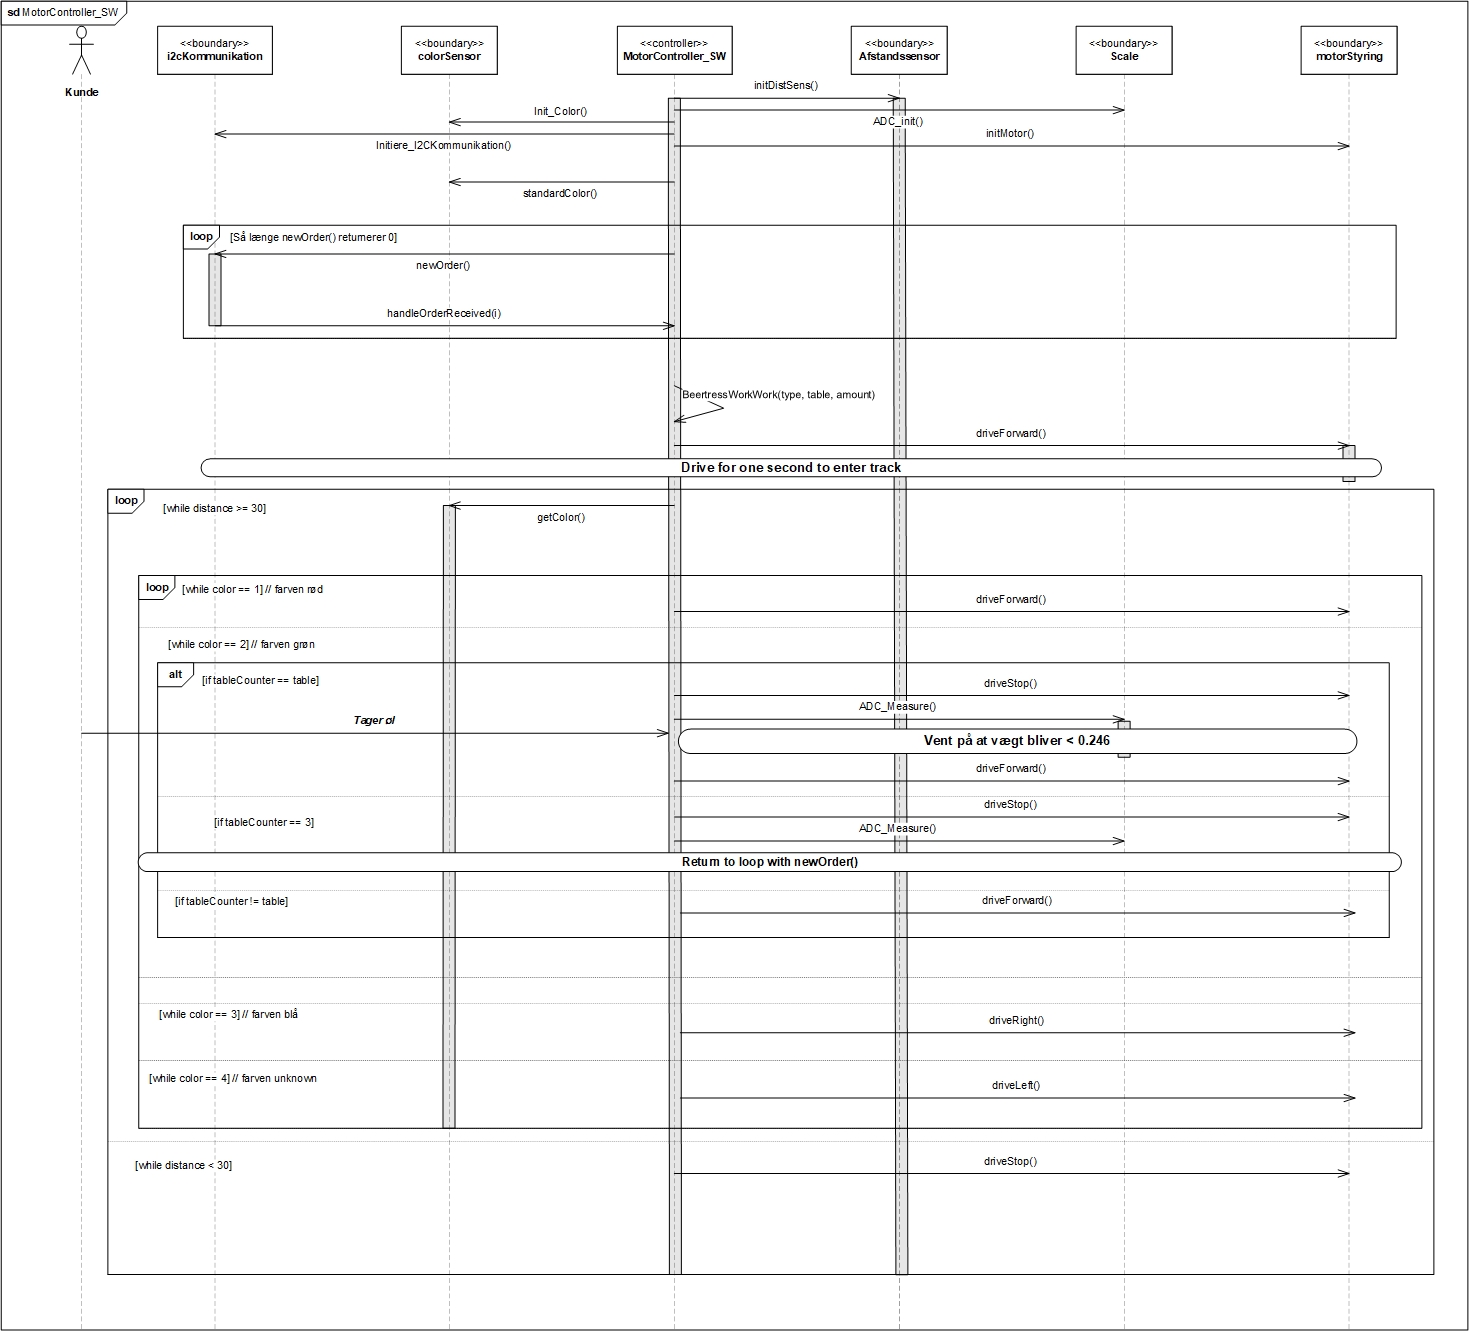 sd MotorController_SW
Kunde
<<boundary>>
i2cKommunikation
<<boundary>>
colorSensor
<<controller>>
MotorController_SW
<<boundary>>
Afstandssensor
<<boundary>>
Scale
<<boundary>>
motorStyring
initDistSens()
Init_Color()
ADC_init()
Initiere_I2CKommunikation()
initMotor()
standardColor()
loop [Så længe newOrder() returnerer 0]
newOrder()
handleOrderReceived(i)
BeertressWorkWork(type, table, amount)
driveForward()
Drive for one second to enter track
loop [while distance >= 30]
getColor()
loop [while color == 1] // farven rød
driveForward()
[while color == 2] // farven grøn
alt [if tableCounter == table]
driveStop()
ADC_Measure()
Tager øl
Vent på at vægt bliver < 0.246
driveForward()
driveStop()
[if tableCounter == 3]
ADC_Measure()
Return to loop with newOrder()
[if tableCounter != table]
driveForward()
[while color == 3] // farven blå
driveRight()
[while color == 4] // farven unknown
driveLeft()
[while distance < 30]
driveStop()